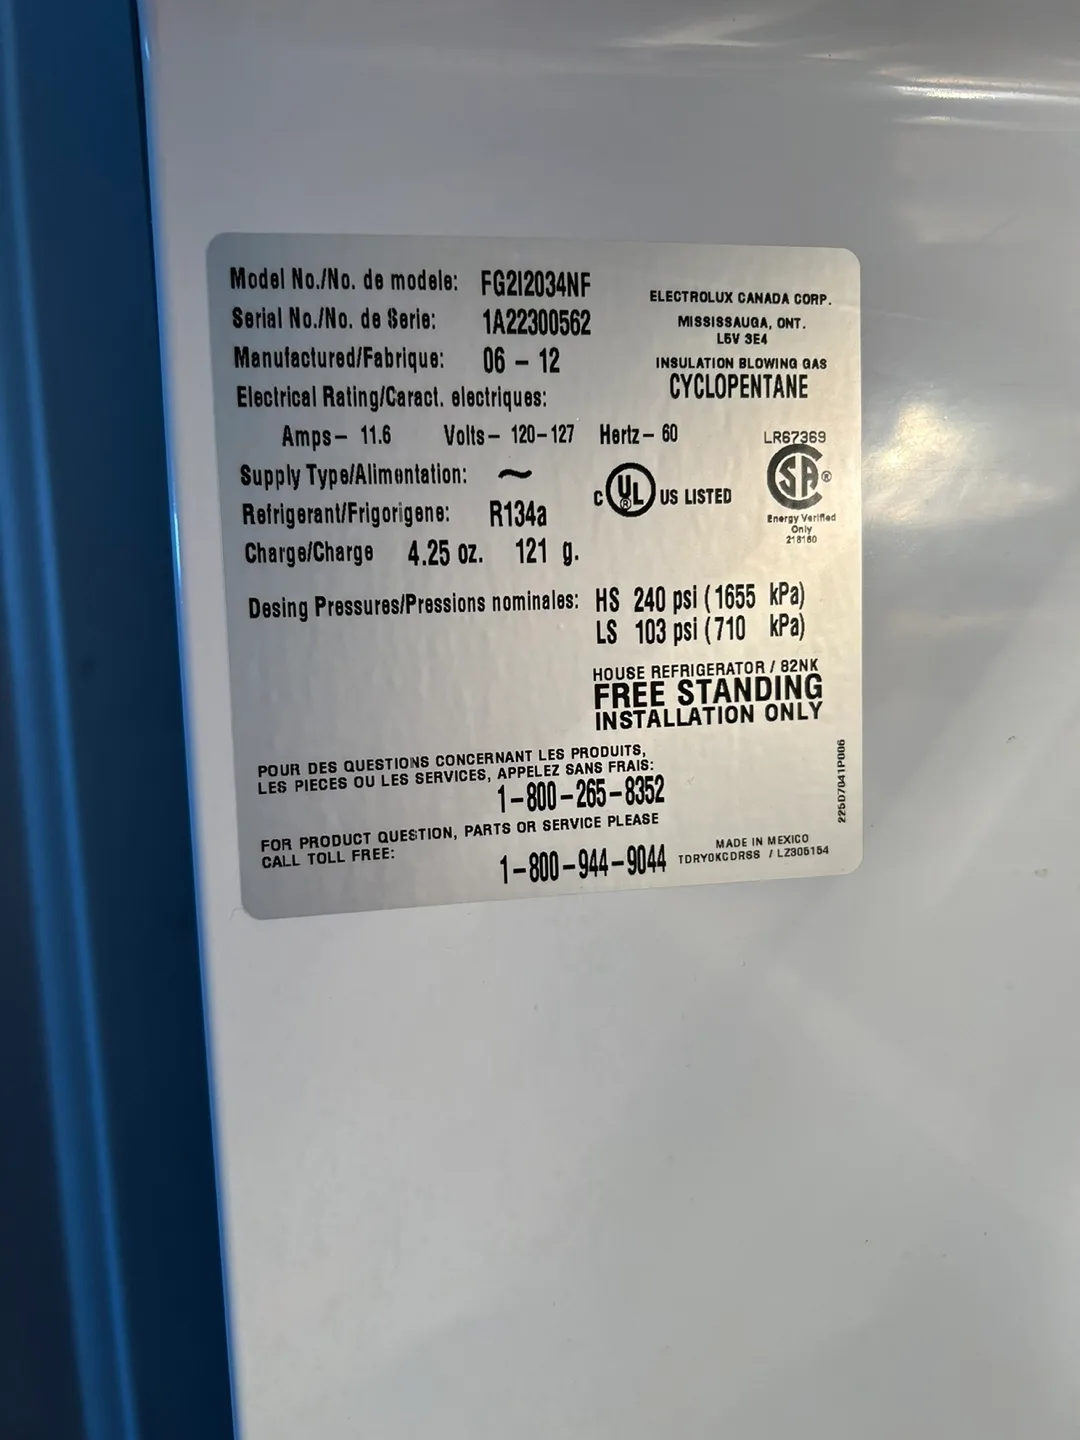 Model No./No. de modele: FG2I2034NF
Serial No./No. de Serie: 1A22300562
Manufactured/Fabrique: 06 – 12
Electrical Rating/Caract. electriques:
Amps– 11.6 Volts– 120–127 Hertz– 60
Supply Type/Alimentation: ~
Refrigerant/Frigorigene: R134a
Charge/Charge 4.25 oz. 121 g.
Desing Pressures/Pressions nominales: HS 240 psi (1655 kPa)
LS 103 psi (710 kPa)
ELECTROLUX CANADA CORP.
MISSISSAUGA, ONT.
L5V 3E4
INSULATION BLOWING GAS
CYCLOPENTANE
LR67369
C UL ® US LISTED
SA ®
Energy Verified
Only
218160
HOUSE REFRIGERATOR / 82NK
FREE STANDING
INSTALLATION ONLY
POUR DES QUESTIONS CONCERNANT LES PRODUITS,
LES PIECES OU LES SERVICES, APPELEZ SANS FRAIS:
1–800–265–8352
FOR PRODUCT QUESTION, PARTS OR SERVICE PLEASE
CALL TOLL FREE:
1–800–944–9044
MADE IN MEXICO
TDRY0KCDRSS / LZ305154
225D7041P006